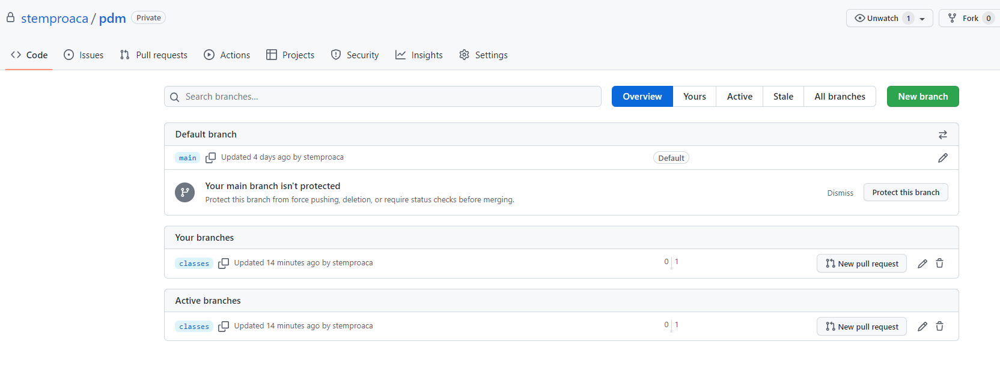 stemproaca / pdm Private Unwatch 1 Fork 0
Code Issues Pull requests Actions Projects Security Insights Settings
Search branches... Overview Yours Active Stale All branches New branch
Default branch
main Updated 4 days ago by stemproaca Default
Your main branch isn't protected
Protect this branch from force pushing, deletion, or require status checks before merging. Dismiss Protect this branch
Your branches
classes Updated 14 minutes ago by stemproaca 0 1 New pull request
Active branches
classes Updated 14 minutes ago by stemproaca 0 1 New pull request